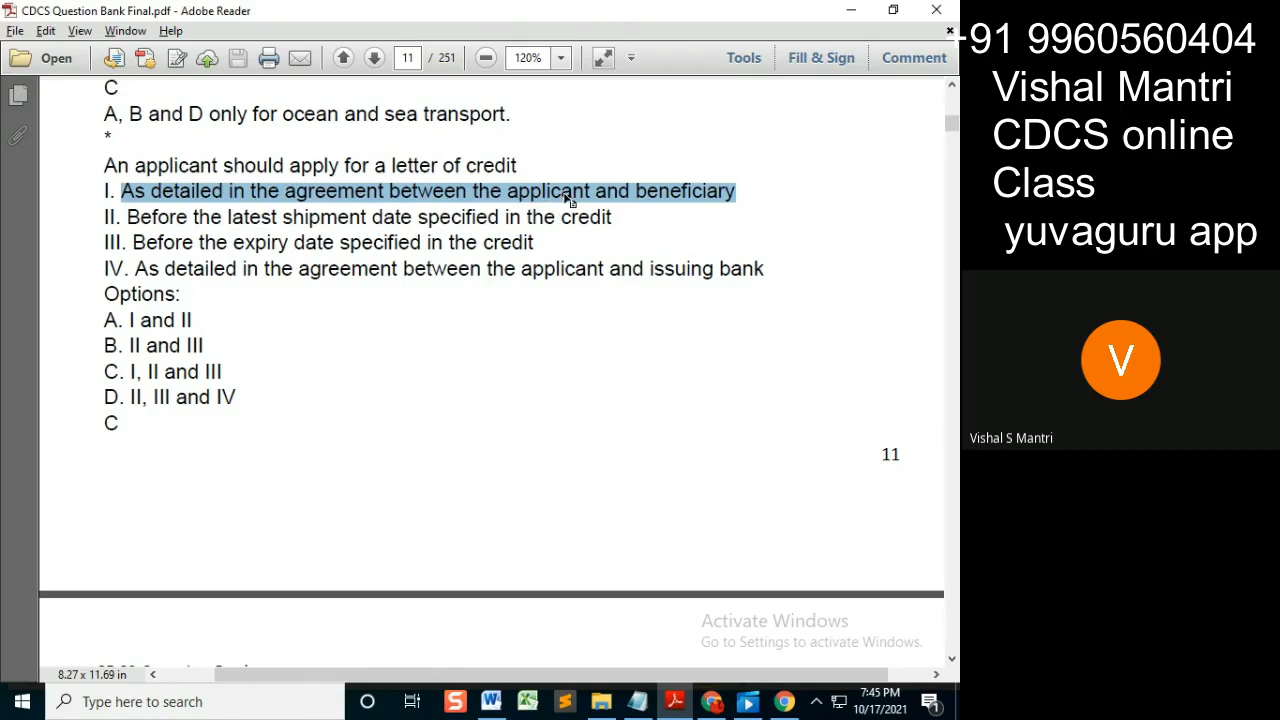 CDCS Question Bank Final.pdf - Adobe Reader
File Edit View Window Help
Open 11 / 251 120% Tools Fill & Sign Comment
C
A, B and D only for ocean and sea transport.
*
An applicant should apply for a letter of credit
I. As detailed in the agreement between the applicant and beneficiary
II. Before the latest shipment date specified in the credit
III. Before the expiry date specified in the credit
IV. As detailed in the agreement between the applicant and issuing bank
Options:
A. I and II
B. II and III
C. I, II and III
D. II, III and IV
C
11
Activate Windows
Go to Settings to activate Windows.
8.27 x 11.69 in
Type here to search
7:45 PM
10/17/2021
+91 9960560404
Vishal Mantri
CDCS online
Class
yuvaguru app
V
Vishal S Mantri